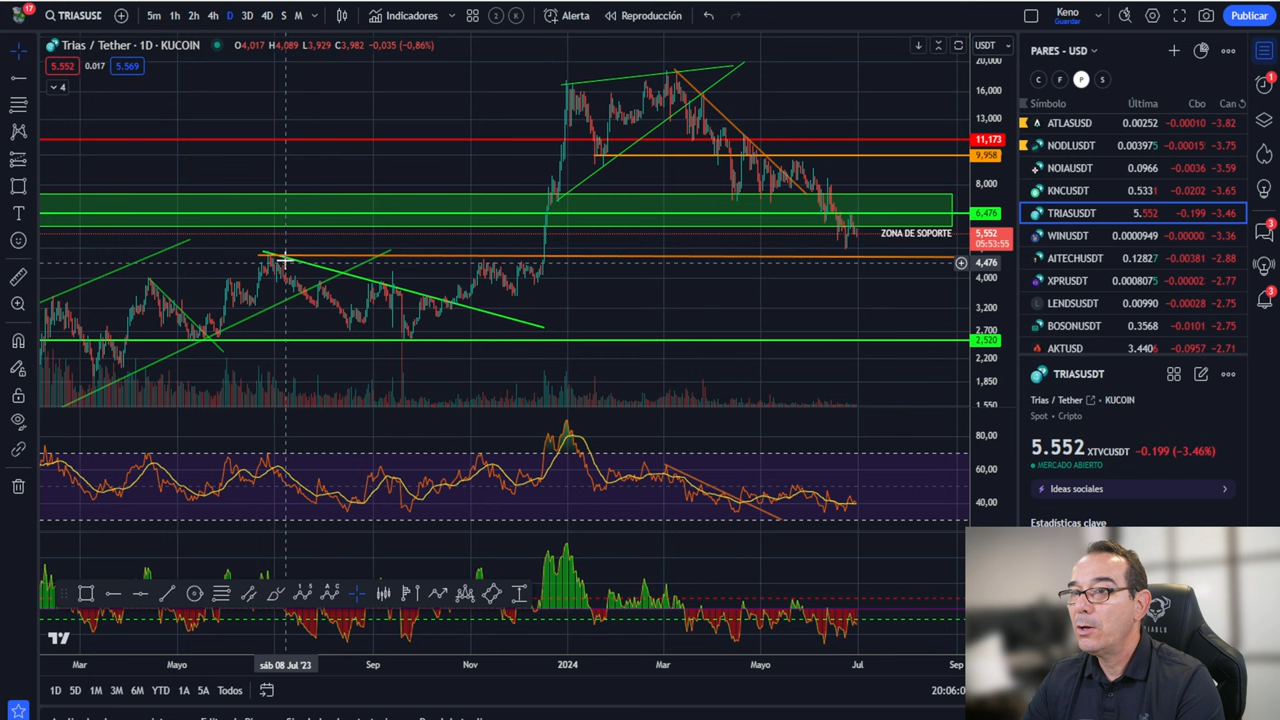 17
TRIASUSD
5m 1h 2h 4h D 3D 4D S M
Indicadores
2 K
Alerta
Reproducción
Keno
Guardar
Publicar
Trias / Tether · 1D · KUCOIN O4,017 H4,089 L3,929 C3,982 -0,035 (-0,86%)
5.552 0.017 5.569
4
USDT
20,000
16,000
13,000
11,173
9,958
8,000
6,476
5,552
05:53:55
4,476
4,000
3,200
2,700
2,520
2,200
1,850
1,550
ZONA DE SOPORTE
80,00
60,00
40,00
Mar Mayo sáb 08 Jul '23 Sep Nov 2024 Mar Mayo Jul Sep
1D 5D 1M 3M 6M YTD 1A 5A Todos
20:06:0
PARES - USD
C F P S
Símbolo Última Cbo Can
ATLASUSD 0.00252 -0.00010 -3.82
NODLUSDT 0.003975 -0.00015 -3.75
NOIAUSDT 0.0966 -0.0036 -3.59
KNCUSDT 0.5331 -0.0202 -3.65
TRIASUSDT 5.552 -0.199 -3.46
WINUSDT 0.0000949 -0.00000 -3.36
AITECHUSDT 0.12827 -0.00381 -2.88
XPRUSDT 0.0008075 -0.00002 -2.77
LENDSUSDT 0.00990 -0.00028 -2.75
BOSONUSDT 0.3568 -0.0101 -2.75
AKTUSD 3.4406 -0.0957 -2.71
1
3
3
TRIASUSDT
Trias / Tether · KUCOIN
Spot · Cripto
5.552 XTVCUSDT -0.199 (-3.46%)
MERCADO ABIERTO
Ideas sociales
Estadísticas clave
DIABLO